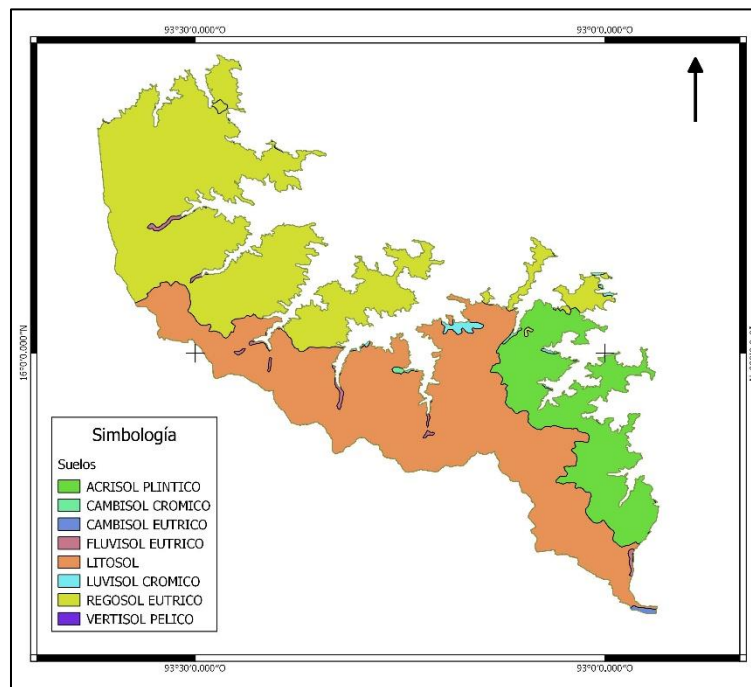 93°30'0.000"O
93°0'0.000"O
16°0'0.000"N
Simbología
Suelos
ACRISOL PLINTICO
CAMBISOL CROMICO
CAMBISOL EUTRICO
FLUVISOL EUTRICO
LITOSOL
LUVISOL CROMICO
REGOSOL EUTRICO
VERTISOL PELICO
93°30'0.000"O
93°0'0.000"O